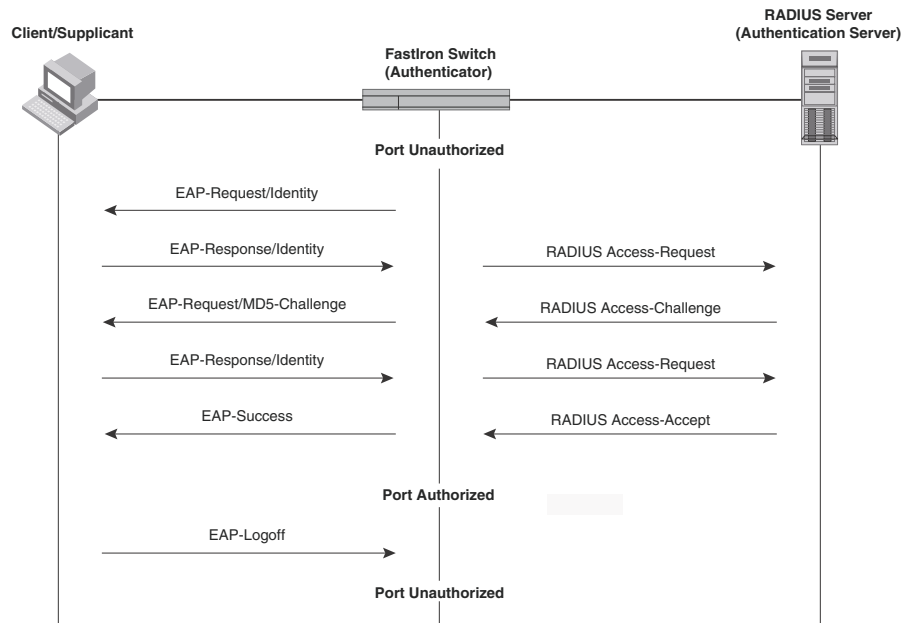 RADIUS Server
(Authentication Server)
Client/Supplicant
FastIron Switch
(Authenticator)
Port Unauthorized
EAP-Request/Identity
EAP-Response/Identity
RADIUS Access-Request
EAP-Request/MD5-Challenge
RADIUS Access-Challenge
EAP-Response/Identity
RADIUS Access-Request
EAP-Success
RADIUS Access-Accept
Port Authorized
EAP-Logoff
Port Unauthorized